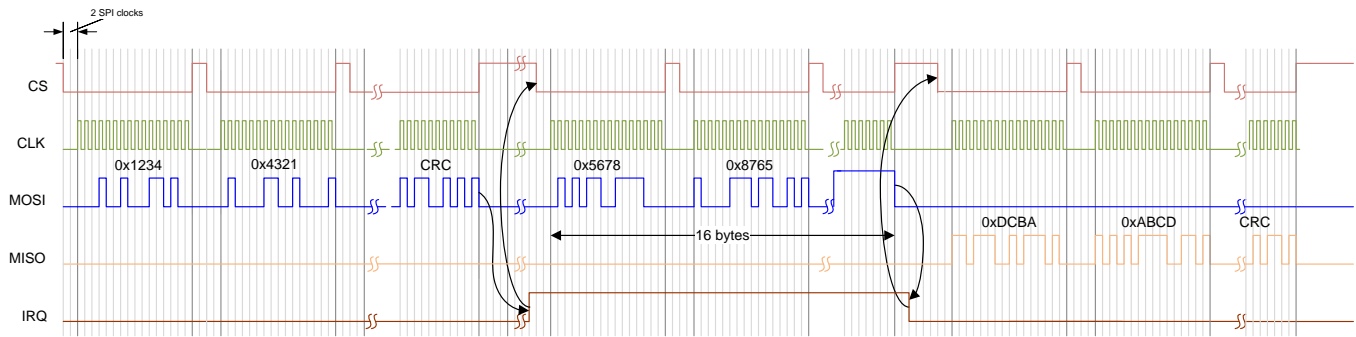 2 SPI clocks
CS
CLK
0x1234
0x4321
CRC
0x5678
0x8765
MOSI
16 bytes
0xDCBA
0xABCD
CRC
MISO
IRQ